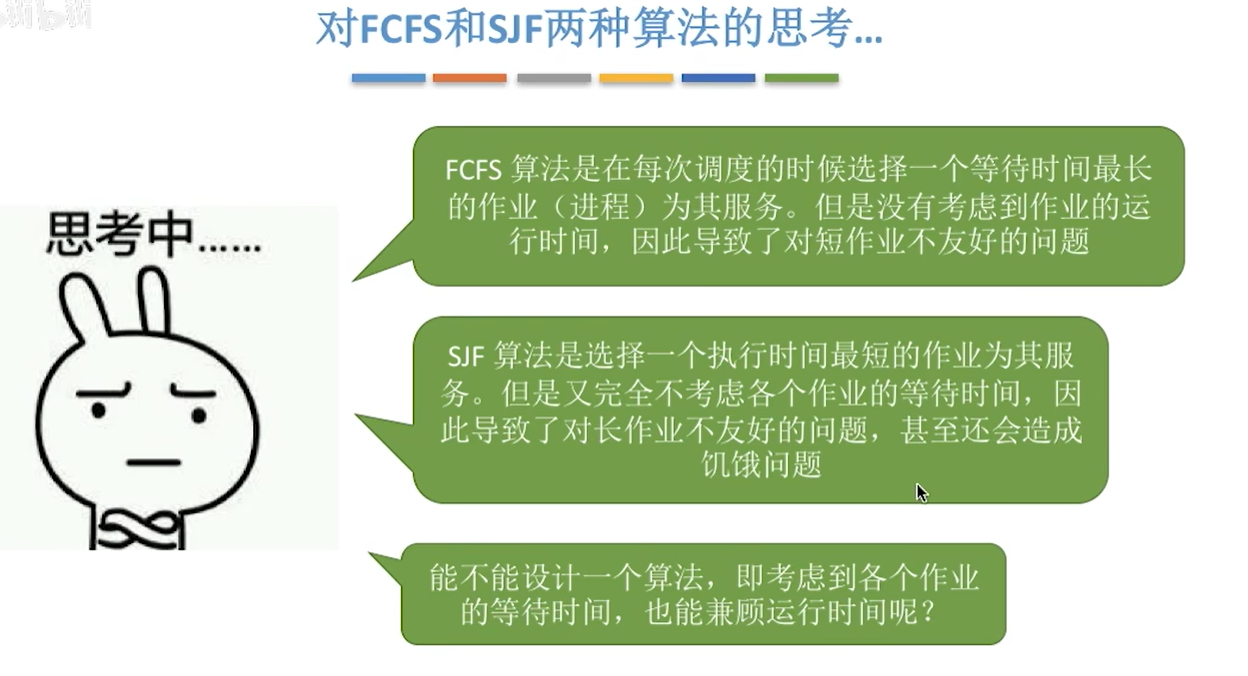 对FCFS和SJF两种算法的思考...
FCFS 算法是在每次调度的时候选择一个等待时间最长
的作业（进程）为其服务。但是没有考虑到作业的运
行时间，因此导致了对短作业不友好的问题
思考中......
SJF 算法是选择一个执行时间最短的作业为其服
务。但是又完全不考虑各个作业的等待时间，因
此导致了对长作业不友好的问题，甚至还会造成
饥饿问题
能不能设计一个算法，即考虑到各个作业
的等待时间，也能兼顾运行时间呢？